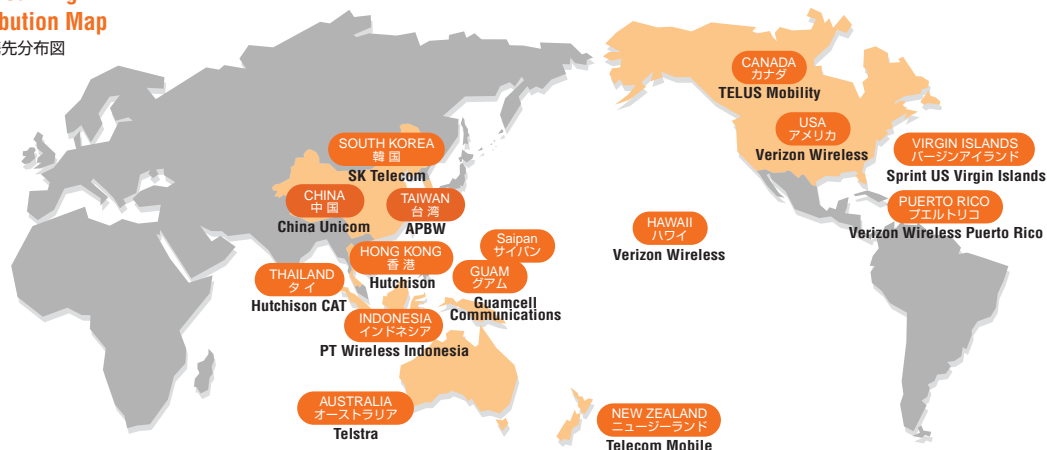 bution Map
先分布図
CANADA
カナダ
TELUS Mobility
USA
アメリカ
Verizon Wireless
SOUTH KOREA
韓 国
SK Telecom
VIRGIN ISLANDS
バージンアイランド
Sprint US Virgin Islands
CHINA
中 国
China Unicom
TAIWAN
台 湾
APBW
PUERTO RICO
プエルトリコ
Verizon Wireless Puerto Rico
HAWAII
ハワイ
Verizon Wireless
Saipan
サイパン
HONG KONG
香 港
Hutchison
THAILAND
タ イ
Hutchison CAT
GUAM
グアム
Guamcell
Communications
INDONESIA
インドネシア
PT Wireless Indonesia
AUSTRALIA
オーストラリア
Telstra
NEW ZEALAND
ニュージーランド
Telecom Mobile